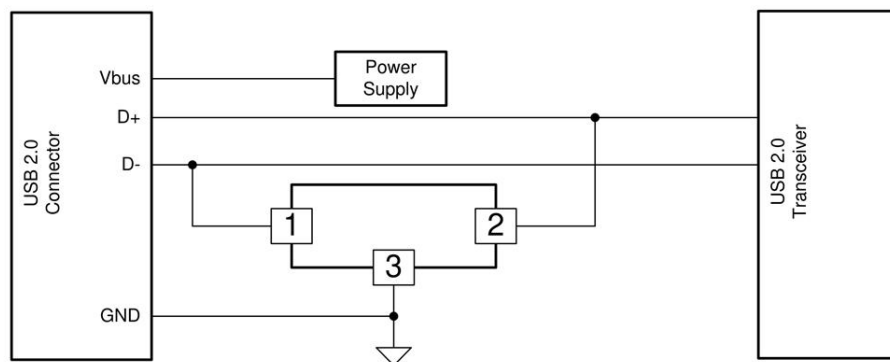 USB 2.0
Connector
Vbus
D+
D-
GND
Power
Supply
1
2
3
USB 2.0
Transceiver